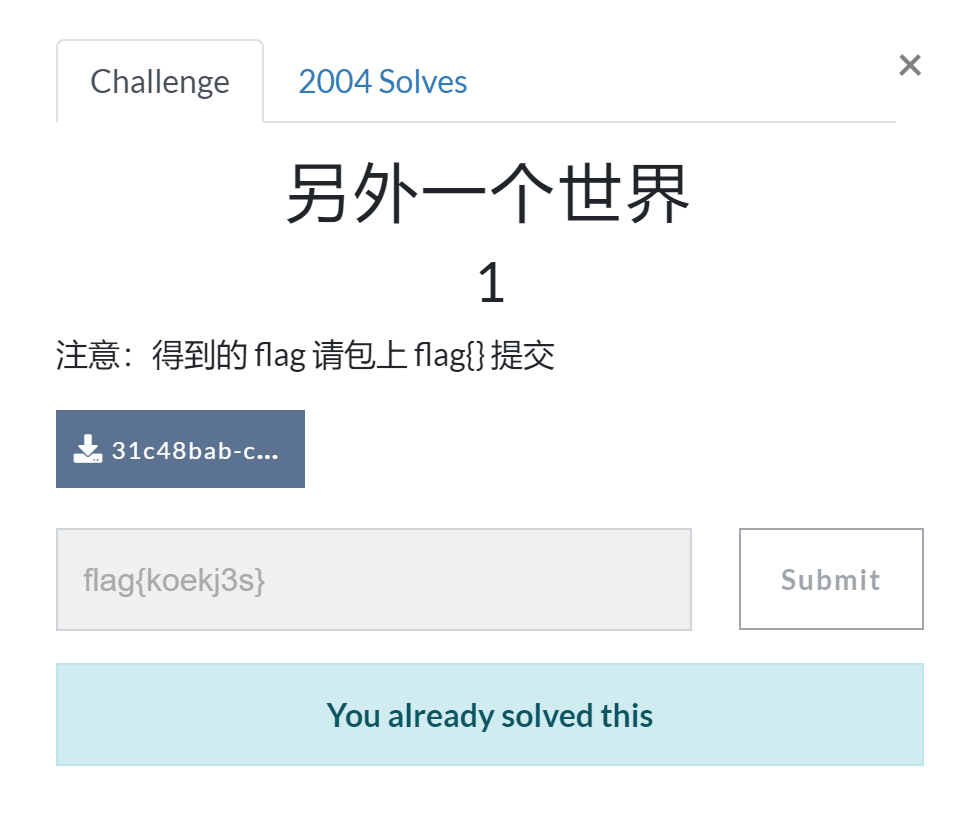 Challenge
2004 Solves
×
另外一个世界
1
注意：得到的 flag 请包上 flag{} 提交
31c48bab-c...
flag{koekj3s}
Submit
You already solved this